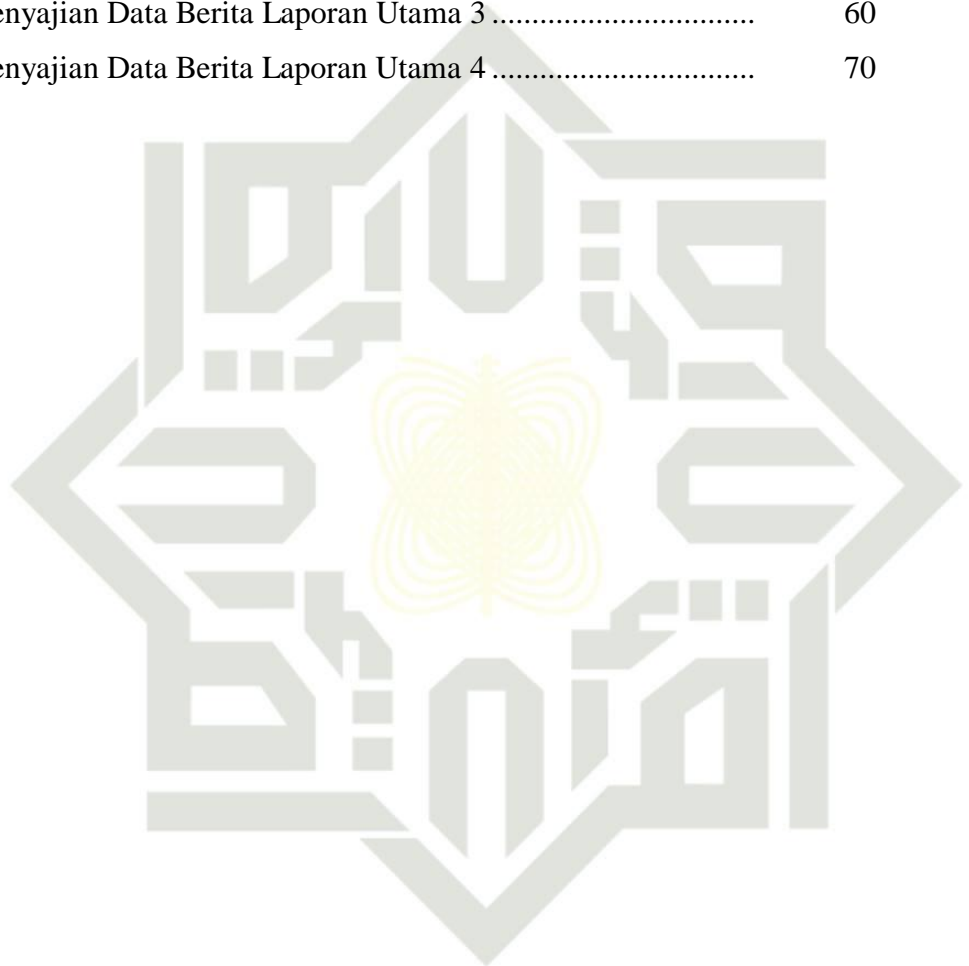 enyajian Data Berita Laporan Utama 3 ................................. 60
enyajian Data Berita Laporan Utama 4 ................................. 70